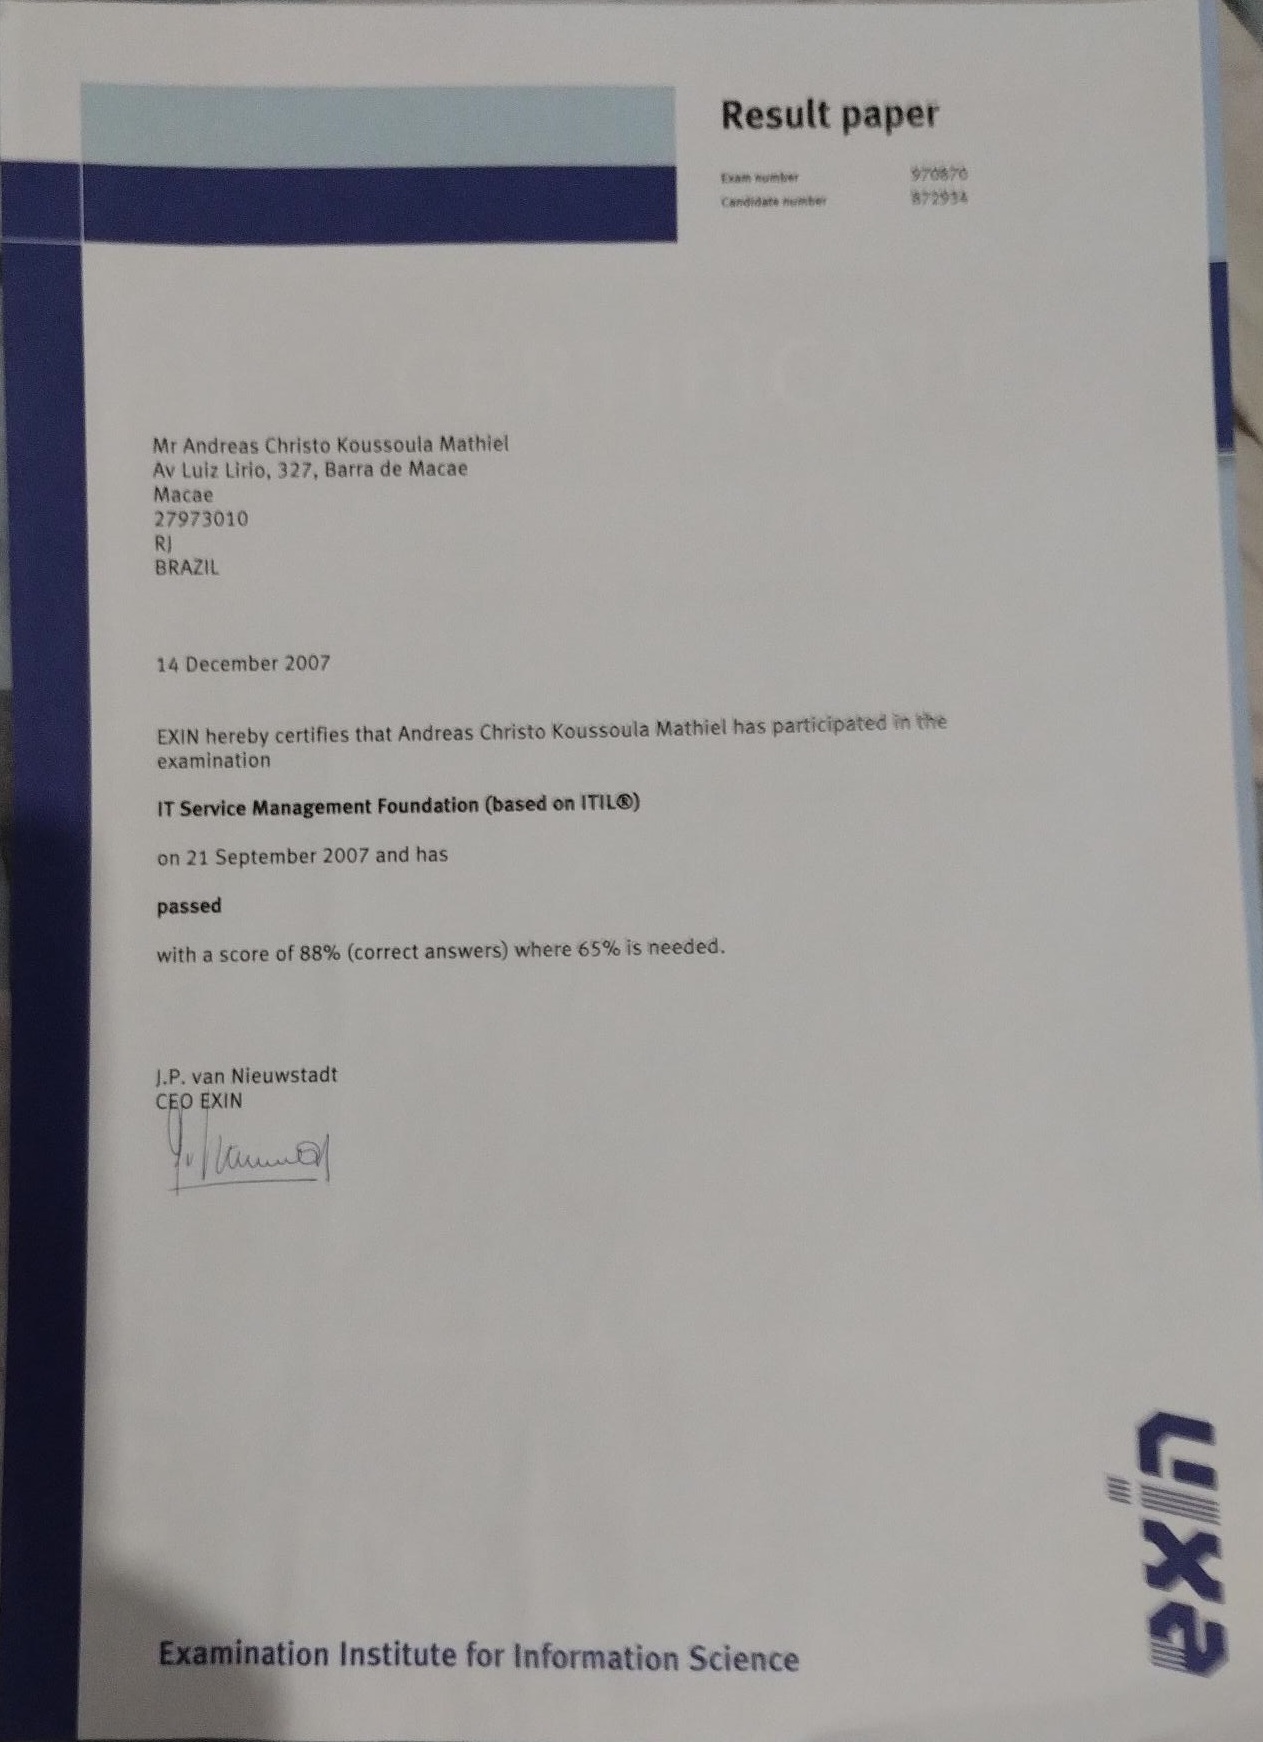 Result paper
Exam number 970870
Candidate number 872934
CERTIFICATE
Mr Andreas Christo Koussoula Mathiel
Av Luiz Lirio, 327, Barra de Macae
Macae
27973010
RJ
BRAZIL
14 December 2007
EXIN hereby certifies that Andreas Christo Koussoula Mathiel has participated in the
examination
IT Service Management Foundation (based on ITIL®)
on 21 September 2007 and has
passed
with a score of 88% (correct answers) where 65% is needed.
J.P. van Nieuwstadt
CEO EXIN
exin
Examination Institute for Information Science